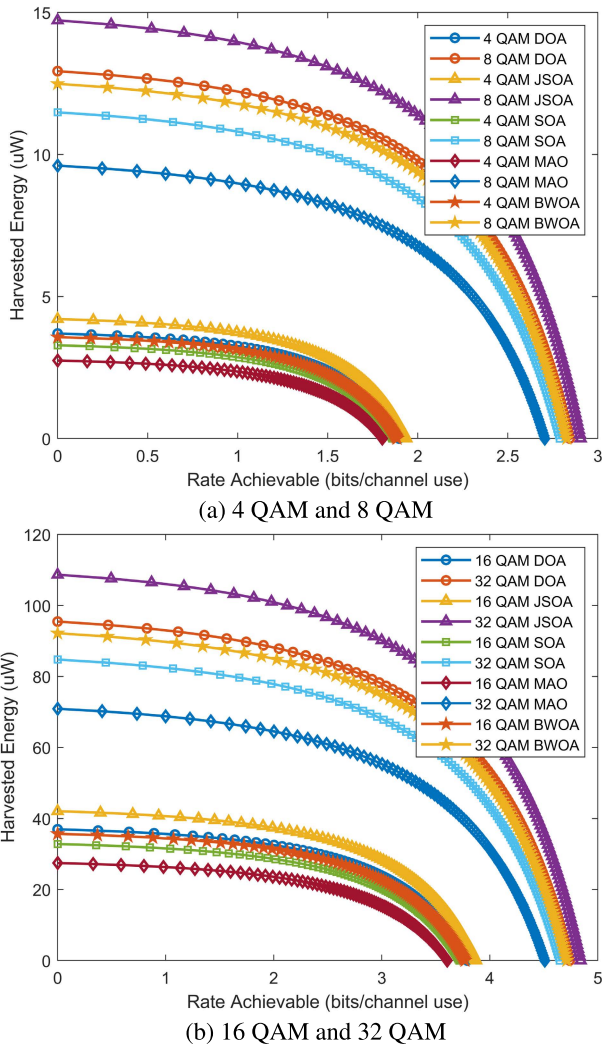 15
10
5
0
Harvested Energy (uW)
4 QAM DOA
8 QAM DOA
4 QAM JSOA
8 QAM JSOA
4 QAM SOA
8 QAM SOA
4 QAM MAO
8 QAM MAO
4 QAM BWOA
8 QAM BWOA
0 0.5 1 1.5 2 2.5 3
Rate Achievable (bits/channel use)
(a) 4 QAM and 8 QAM
120
100
80
60
40
20
0
Harvested Energy (uW)
16 QAM DOA
32 QAM DOA
16 QAM JSOA
32 QAM JSOA
16 QAM SOA
32 QAM SOA
16 QAM MAO
32 QAM MAO
16 QAM BWOA
32 QAM BWOA
0 1 2 3 4 5
Rate Achievable (bits/channel use)
(b) 16 QAM and 32 QAM